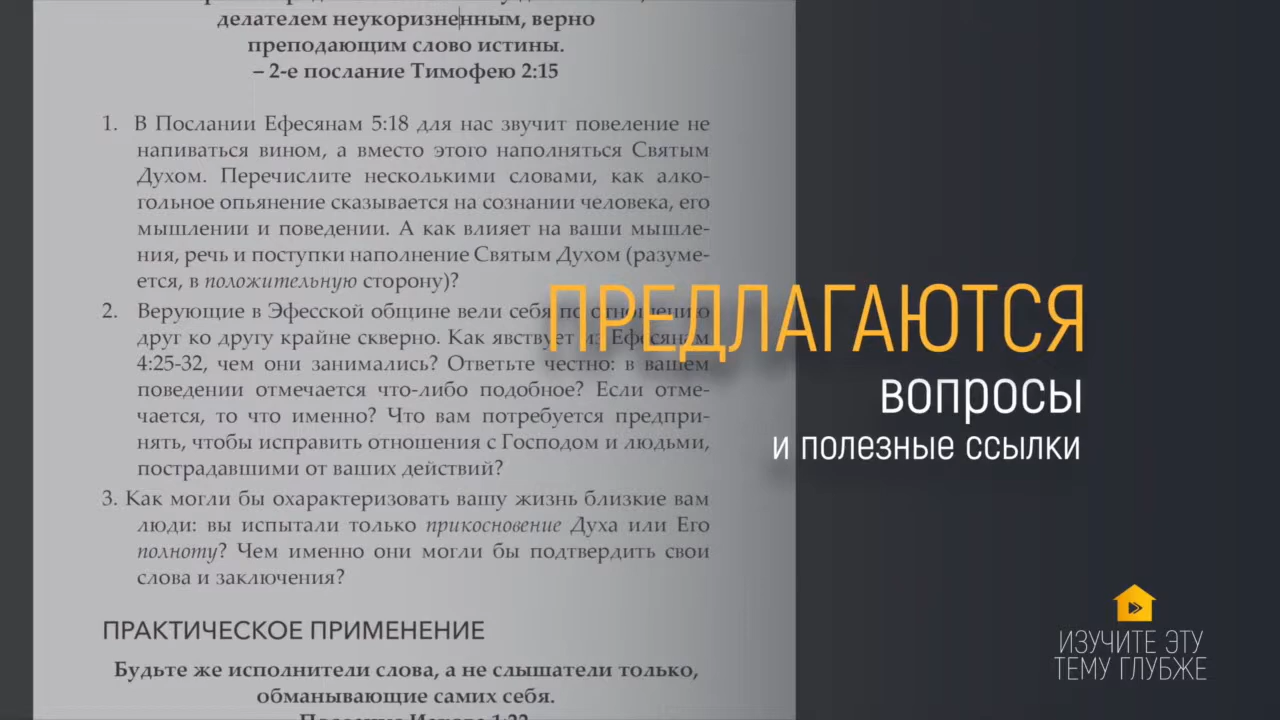 делателем неукоризненным, верно
преподающим слово истины.
– 2-е послание Тимофею 2:15
1. В Послании Ефесянам 5:18 для нас звучит повеление не
напиваться вином, а вместо этого наполняться Святым
Духом. Перечислите несколькими словами, как алко-
гольное опьянение сказывается на сознании человека, его
мышлении и поведении. А как влияет на ваши мышле-
ния, речь и поступки наполнение Святым Духом (разуме-
ется, в положительную сторону)?
2. Верующие в Эфесской общине вели себя по отношению
друг ко другу крайне скверно. Как явствует из Ефесянам
4:25-32, чем они занимались? Ответьте честно: в вашем
поведении отмечается что-либо подобное? Если отме-
чается, то что именно? Что вам потребуется предпри-
нять, чтобы исправить отношения с Господом и людьми,
пострадавшими от ваших действий?
3. Как могли бы охарактеризовать вашу жизнь близкие вам
люди: вы испытали только прикосновение Духа или Его
полноту? Чем именно они могли бы подтвердить свои
слова и заключения?
ПРАКТИЧЕСКОЕ ПРИМЕНЕНИЕ
Будьте же исполнители слова, а не слышатели только,
обманывающие самих себя.
ПРЕДЛАГАЮТСЯ
вопросы
и полезные ссылки
ИЗУЧИТЕ ЭТУ
ТЕМУ ГЛУБЖЕ